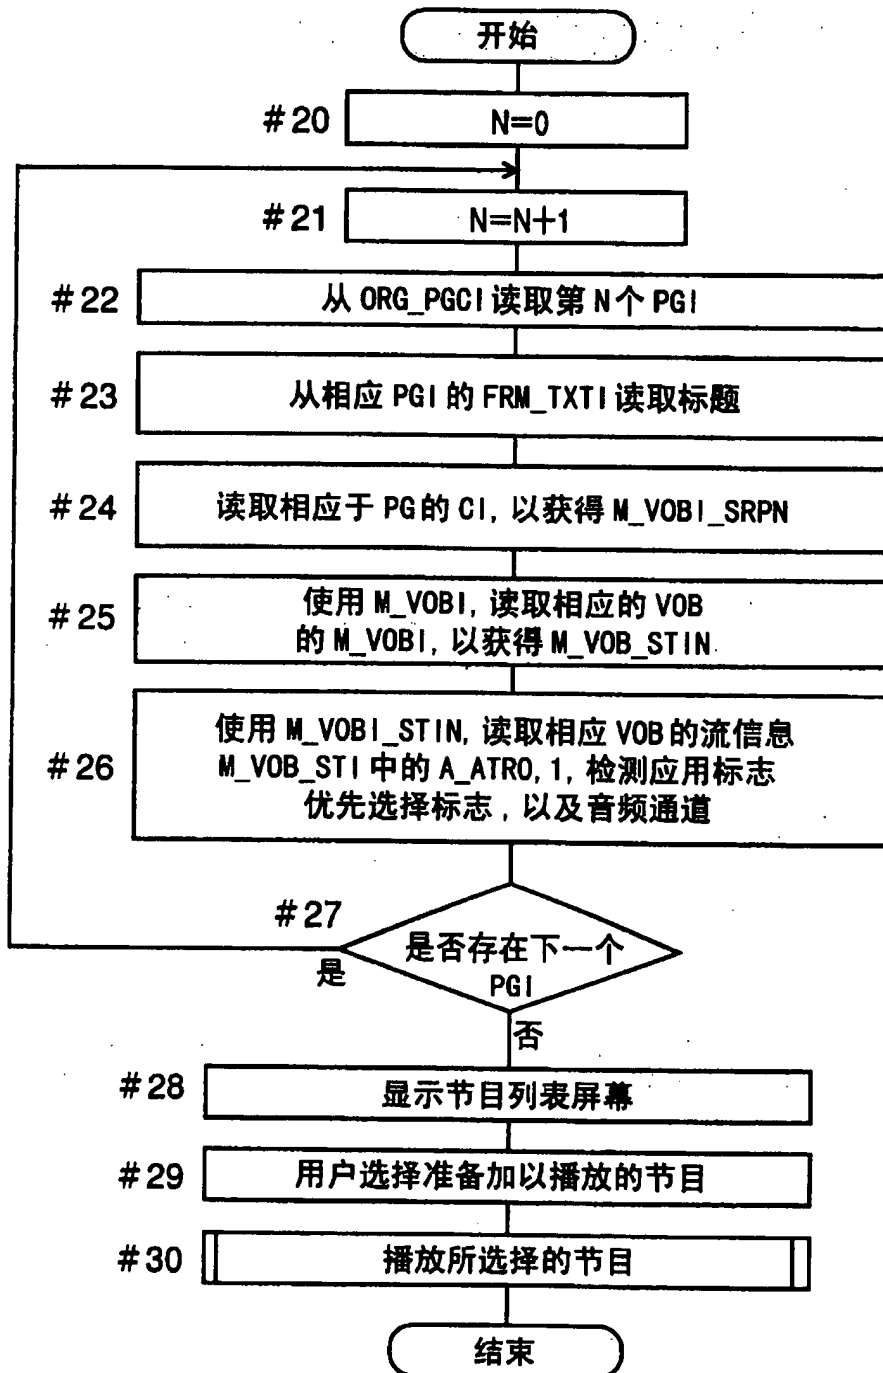 开始
#20
N=0
#21
N=N+1
#22
从 ORG_PGCI 读取第 N 个 PGI
#23
从相应 PGI 的 FRM_TXTI 读取标题
#24
读取相应于 PG 的 CI, 以获得 M_VOBI_SRPN
#25
使用 M_VOBI, 读取相应的 VOB
的 M_VOBI, 以获得 M_VOB_STIN
#26
使用 M_VOBI_STIN, 读取相应 VOB 的流信息
M_VOB_STI 中的 A_ATR0, 1, 检测应用标志
优先选择标志, 以及音频通道
#27
是否存在下一个
PGI
是
否
#28
显示节目列表屏幕
#29
用户选择准备加以播放的节目
#30
播放所选择的节目
结束